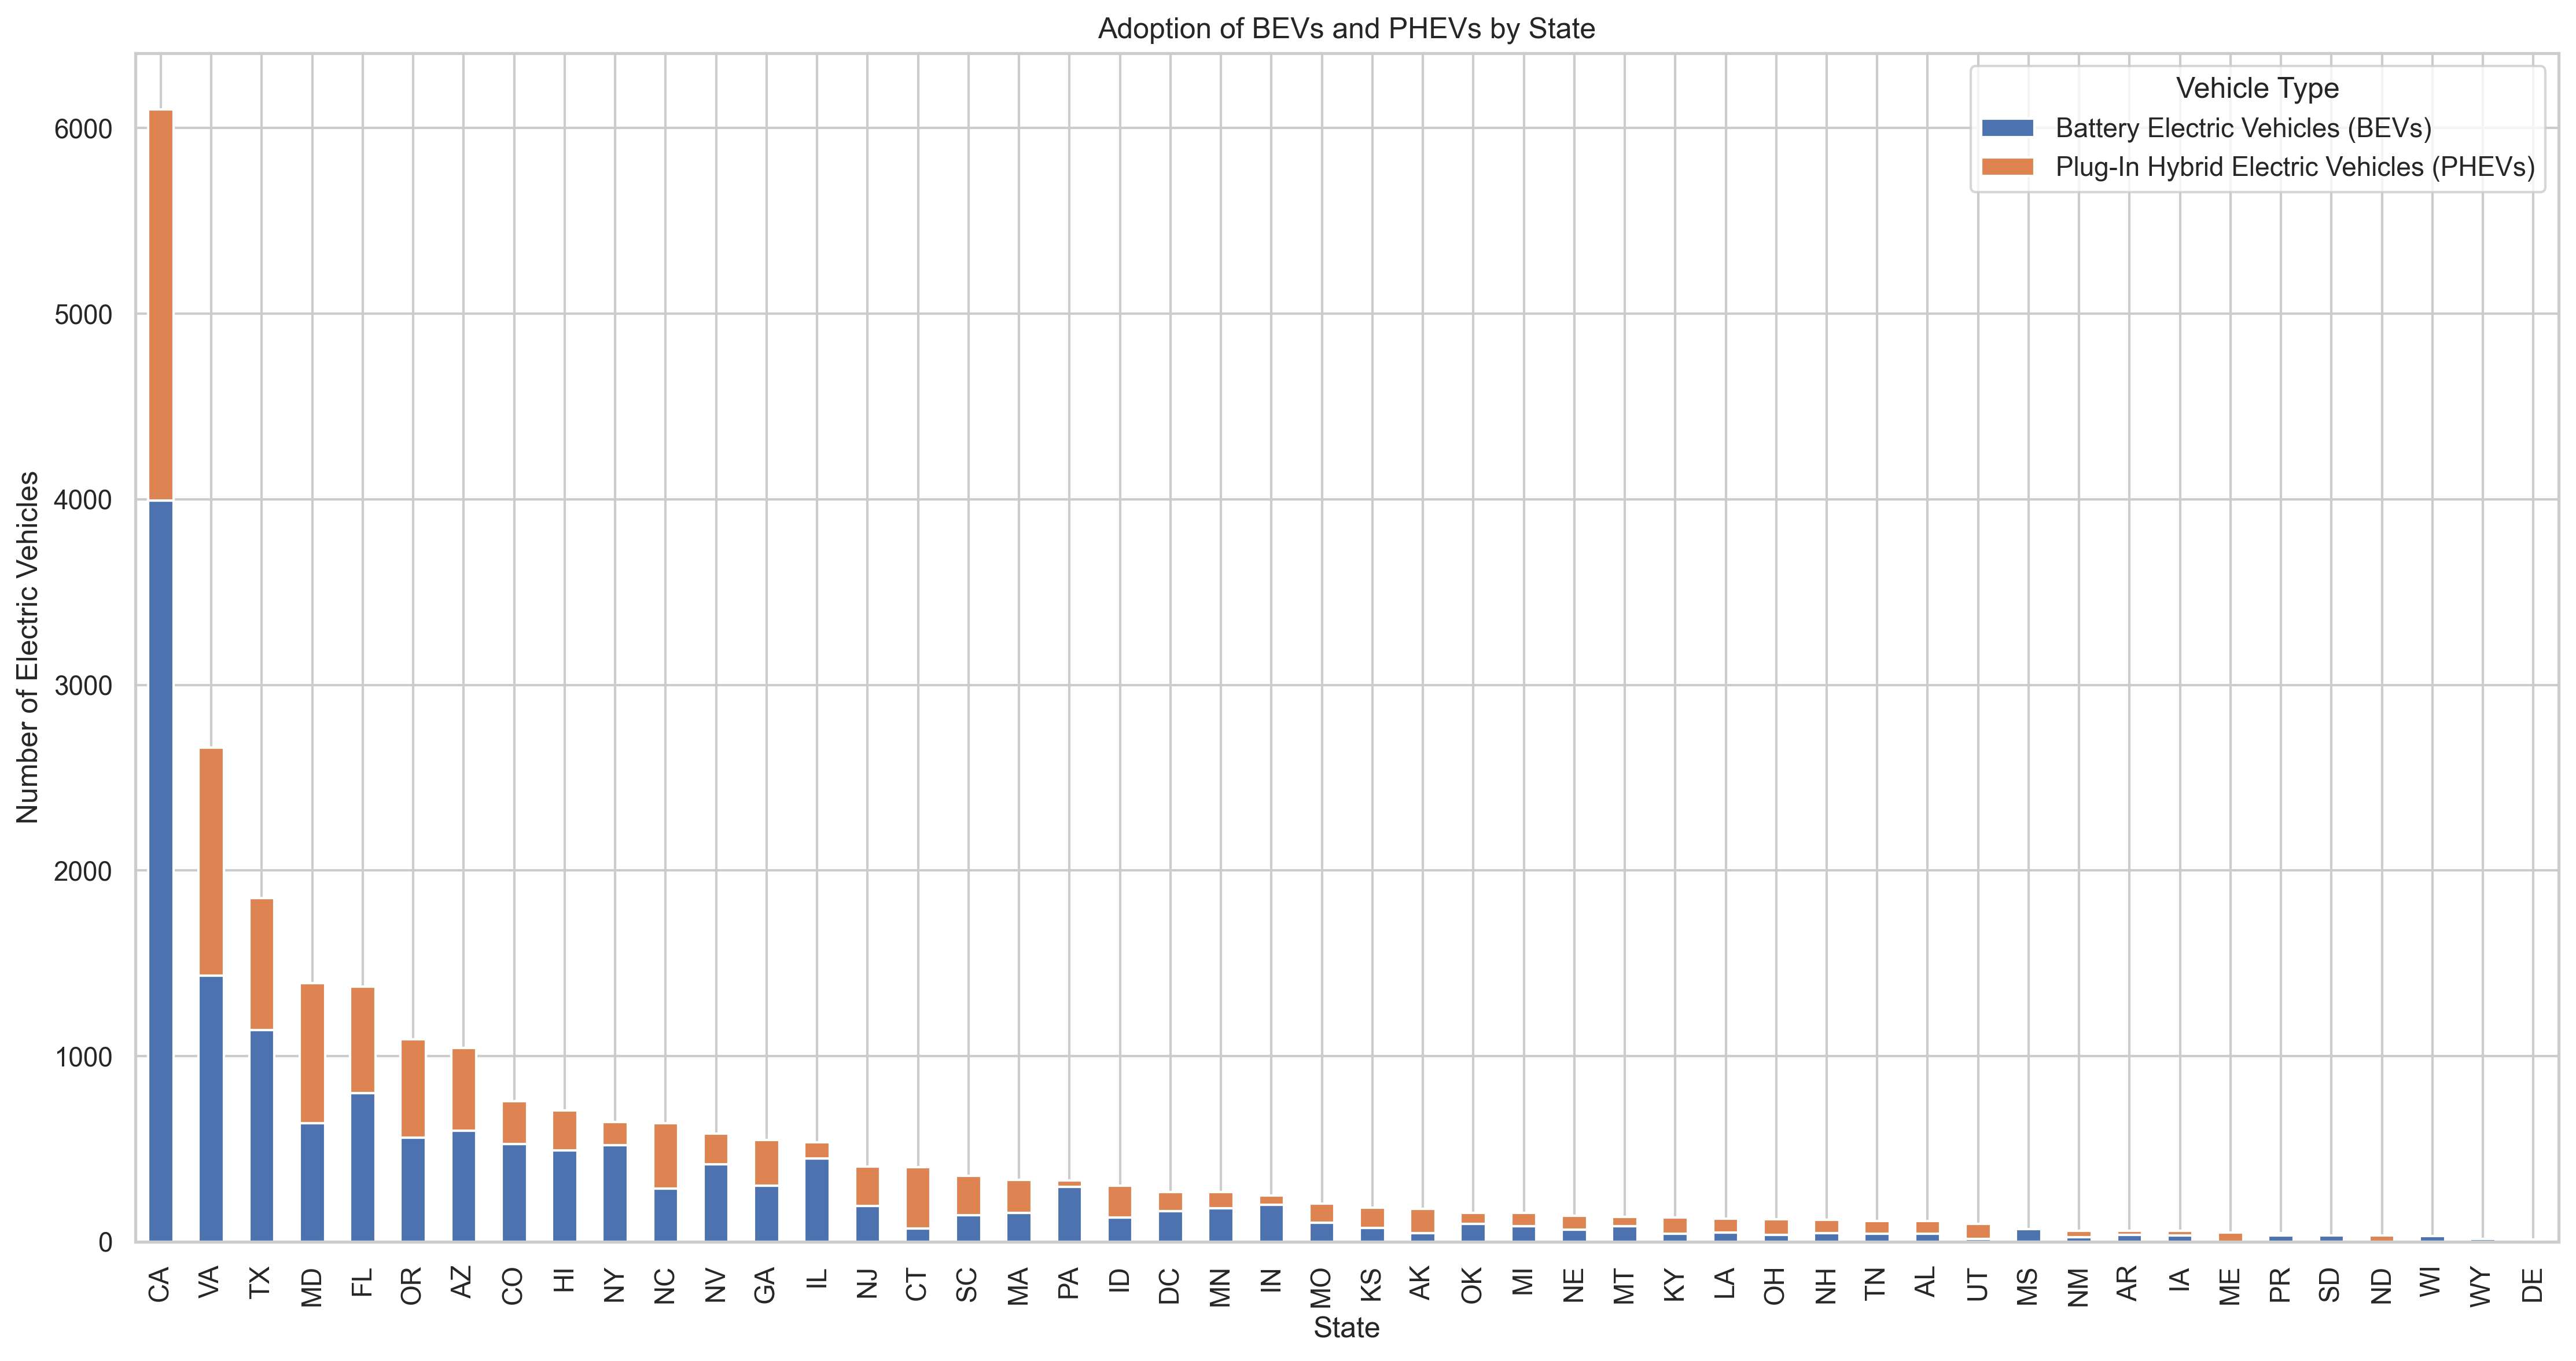 Adoption of BEVs and PHEVs by State
Vehicle Type
Battery Electric Vehicles (BEVs)
Plug-In Hybrid Electric Vehicles (PHEVs)
Number of Electric Vehicles
6000
5000
4000
3000
2000
1000
0
CA VA TX MD FL OR AZ CO HI NY NC NV GA IL NJ CT SC MA PA ID DC MN IN MO KS AK OK MI NE MT KY LA OH NH TN AL UT MS NM AR IA ME PR SD ND WI WY DE
State